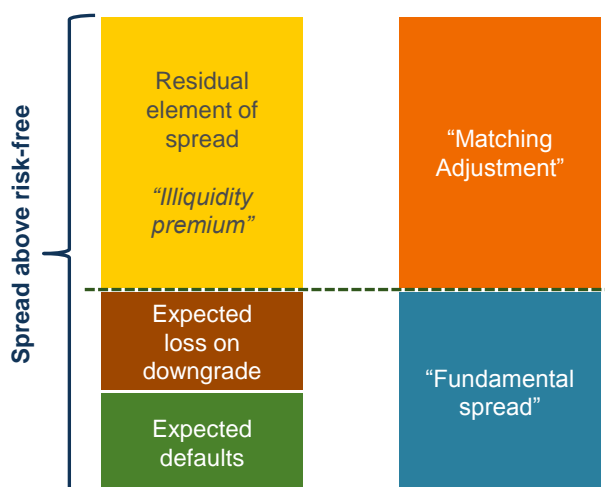 Spread above risk-free
Residual
element of
spread
“Illiquidity
premium”
Expected
loss on
downgrade
Expected
defaults
“Matching
Adjustment”
“Fundamental
spread”